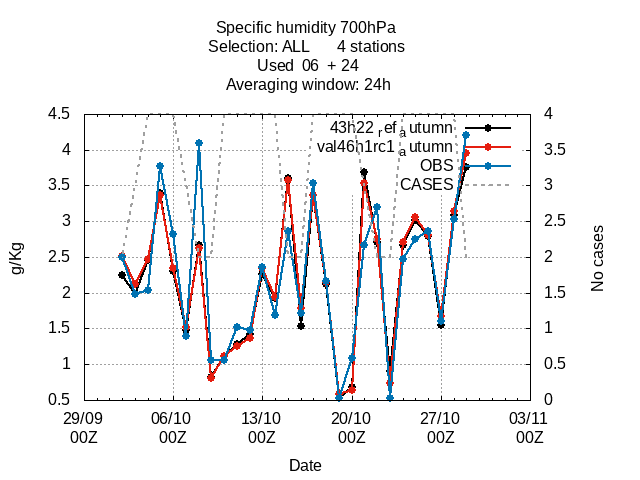 Specific humidity 700hPa
Selection: ALL 4 stations
Used 06 + 24
Averaging window: 24h
43h22_ref_autumn
val46h1rc1_autumn
OBS
CASES
4.5
4
3.5
3
2.5
2
1.5
1
0.5
g/Kg
4
3.5
3
2.5
2
1.5
1
0.5
0
No cases
29/09 06/10 13/10 20/10 27/10 03/11
00Z 00Z 00Z 00Z 00Z 00Z
Date